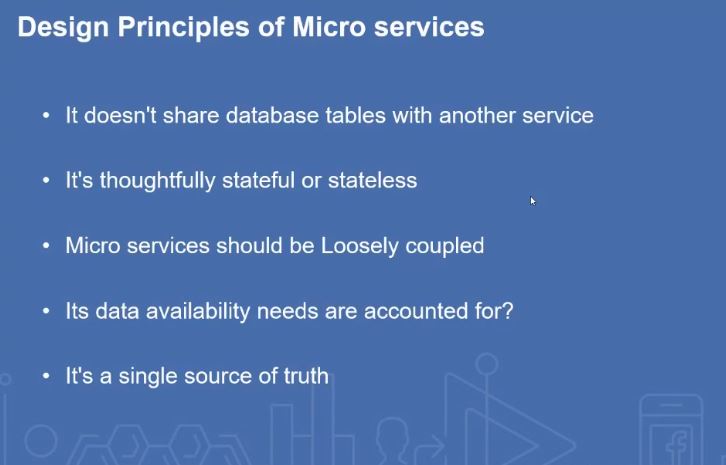 Design Principles of Micro services
• It doesn't share database tables with another service
• It's thoughtfully stateful or stateless
• Micro services should be Loosely coupled
• Its data availability needs are accounted for?
• It's a single source of truth